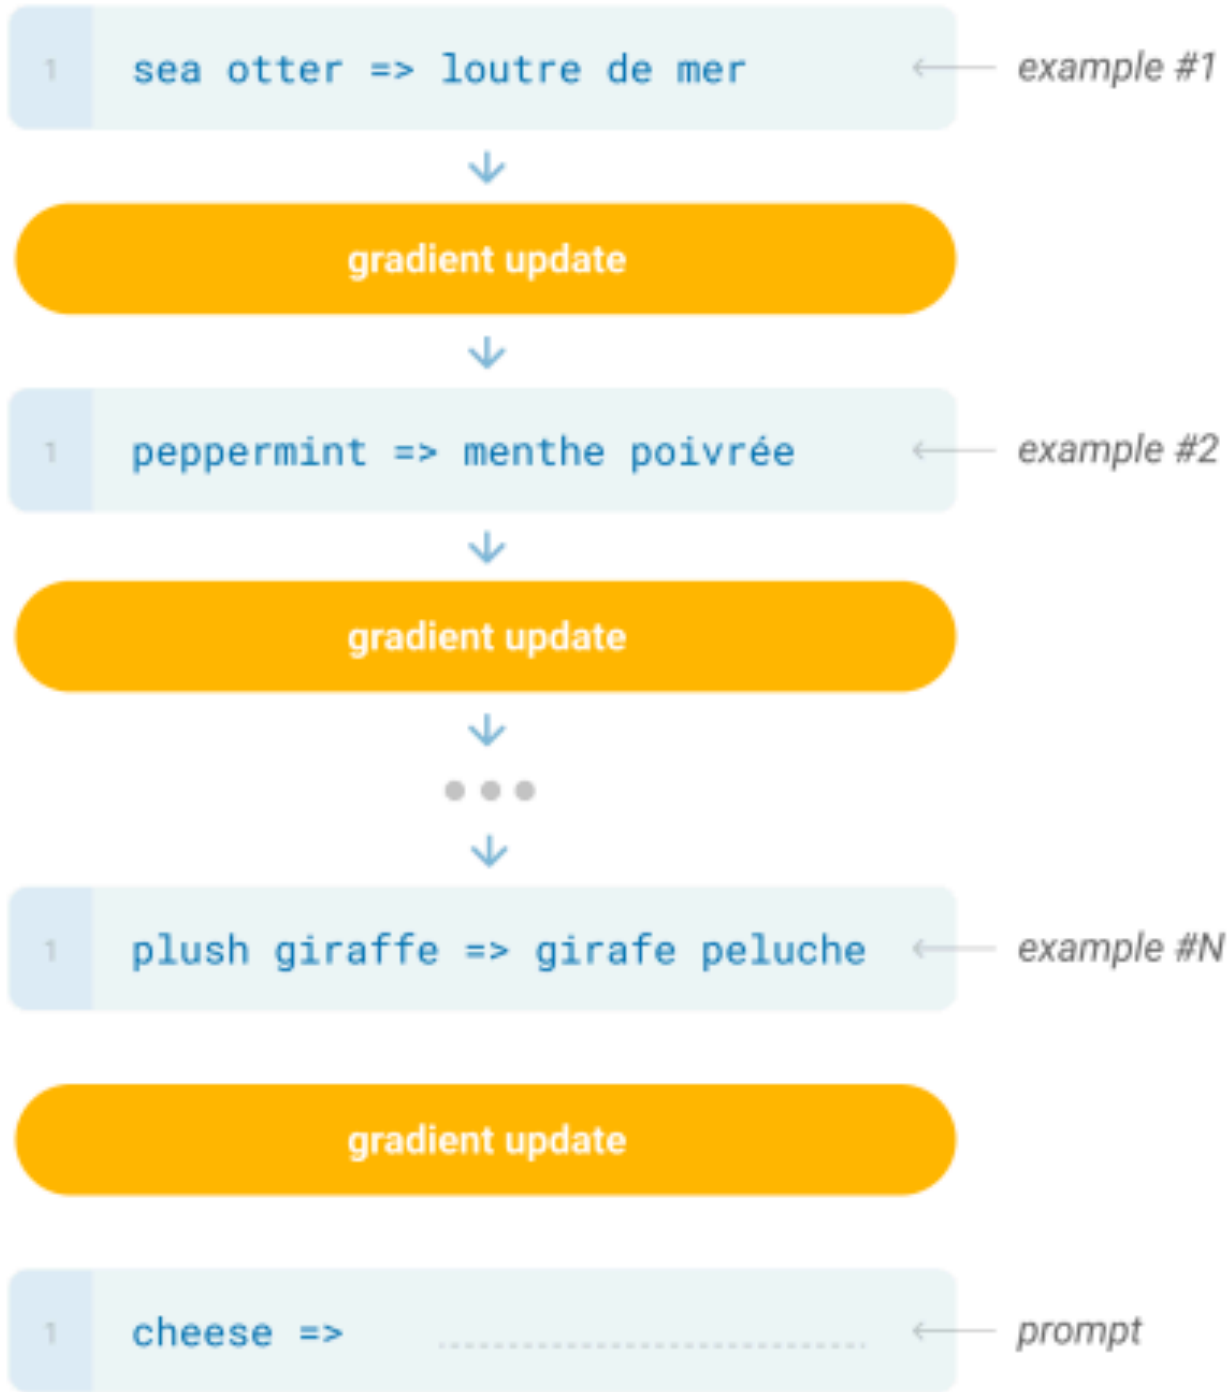 1 sea otter => loutre de mer example #1
gradient update
1 peppermint => menthe poivrée example #2
gradient update
1 plush giraffe => girafe peluche example #N
gradient update
1 cheese => prompt